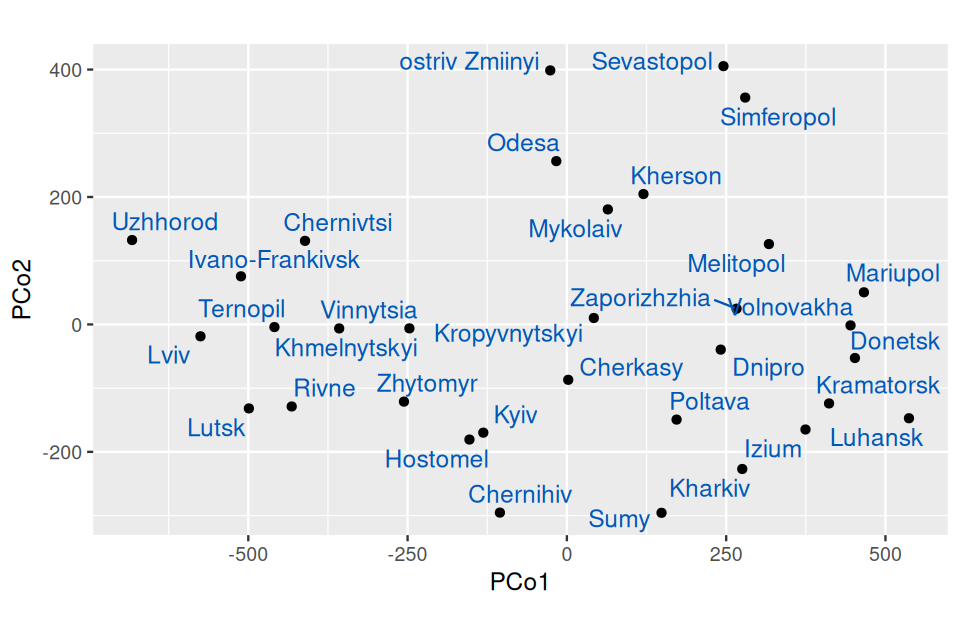 ostriv Zmiinyi
Sevastopol
400
Simferopol
Odesa
Kherson
200
Uzhhorod
Chernivtsi
Mykolaiv
Ivano-Frankivsk
Melitopol
Mariupol
PCo2
Zaporizhzhia
Volnovakha
Ternopil
Vinnytsia
0
Kropyvnytskyi
Donetsk
Lviv
Khmelnytskyi
Cherkasy
Dnipro
Rivne
Zhytomyr
Kramatorsk
Poltava
Kyiv
Lutsk
Luhansk
-200
Izium
Hostomel
Kharkiv
Chernihiv
Sumy
-500
-250
0
250
500
PCo1